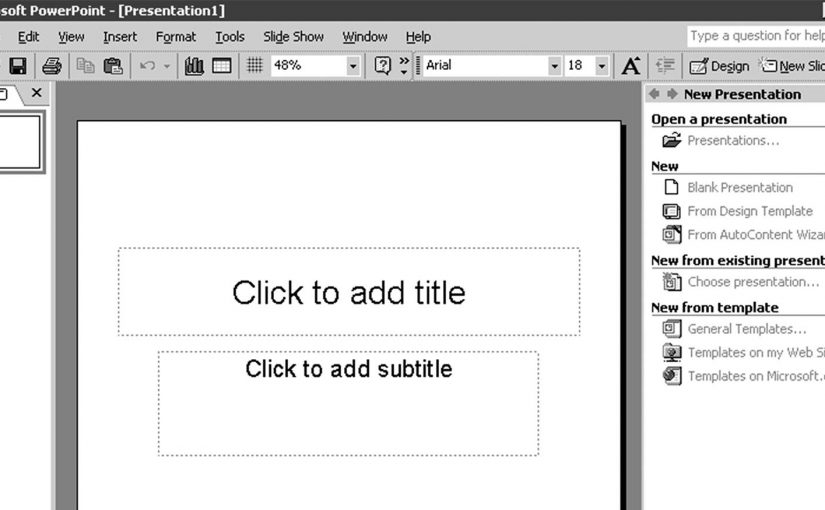 soft PowerPoint - [Presentation1]
Edit View Insert Format Tools Slide Show Window Help Type a question for help
48% Arial 18 A Design New Slid
New Presentation
Open a presentation
Presentations...
New
Blank Presentation
From Design Template
From AutoContent Wizar
New from existing present
Choose presentation...
New from template
General Templates...
Templates on my Web Si
Templates on Microsoft.c
Click to add title
Click to add subtitle